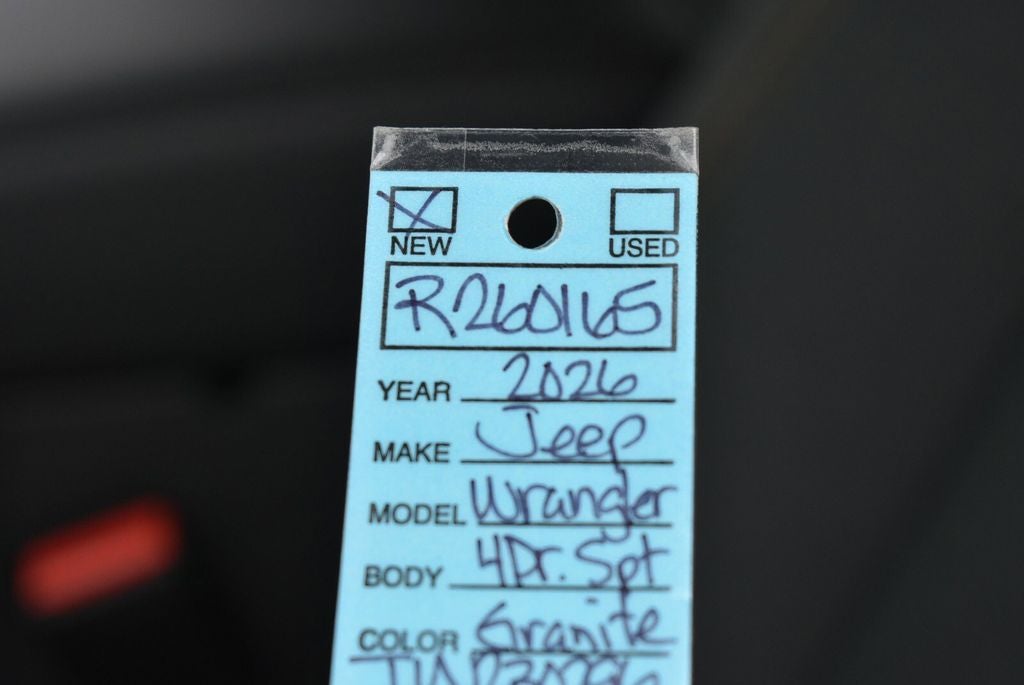 NEW USED
R260165
YEAR 2026
MAKE Jeep
MODEL Wrangler
BODY 4Dr. Spt
COLOR Granite